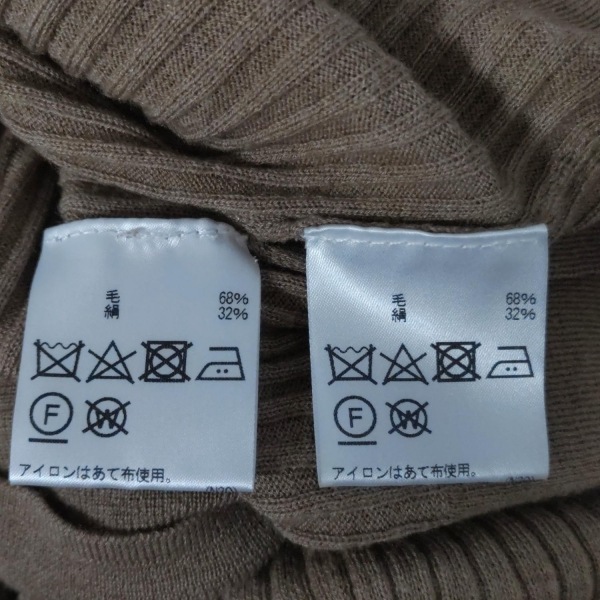 毛 68%
絹 32%
F W
アイロンはあて布使用。
毛 68%
絹 32%
F W
アイロンはあて布使用。